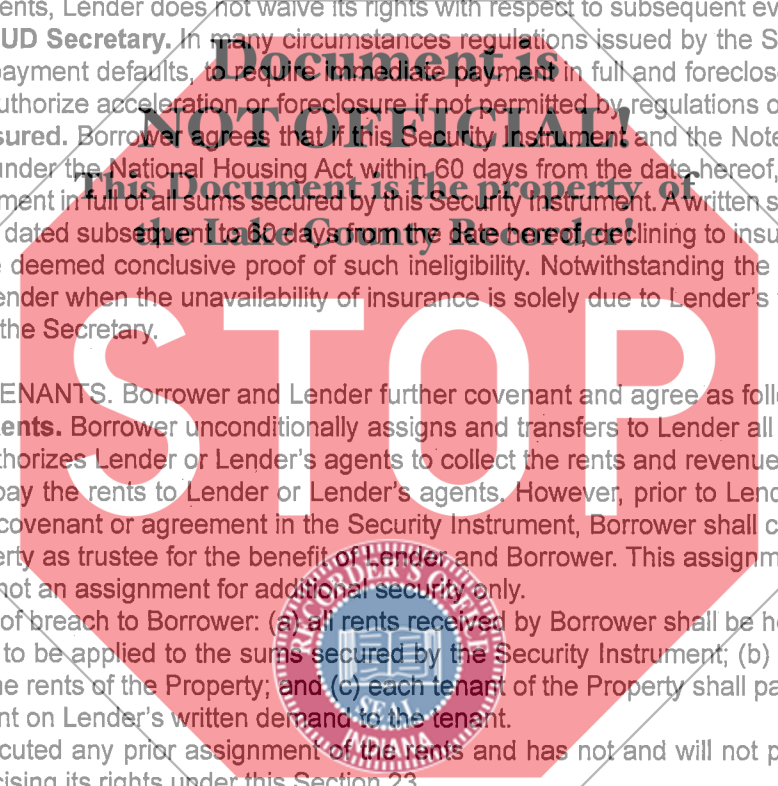 ents, Lender does not waive its rights with respect to subsequent ev
UD Secretary. In many circumstances regulations issued by the S
Document is
payment defaults, to require immediate payment in full and foreclos
uthorize acceleration or foreclosure if not permitted by regulations o
NOT OFFICIAL!
sured. Borrower agrees that if this Security Instrument and the Note
under the National Housing Act within 60 days from the date hereof,
This Document is the property of
ment in full of all sums secured by this Security Instrument. A written s
dated subsequent to 60 days from the date hereof, declining to insu
the Lake County Recorder!
e deemed conclusive proof of such ineligibility. Notwithstanding the
ender when the unavailability of insurance is solely due to Lender's
the Secretary.
STOP
ENANTS. Borrower and Lender further covenant and agree as foll
ents. Borrower unconditionally assigns and transfers to Lender all
thorizes Lender or Lender's agents to collect the rents and revenue
pay the rents to Lender or Lender's agents. However, prior to Lend
covenant or agreement in the Security Instrument, Borrower shall c
erty as trustee for the benefit of Lender and Borrower. This assignm
not an assignment for additional security only.
of breach to Borrower: (a) all rents received by Borrower shall be he
to be applied to the sums secured by the Security Instrument; (b)
he rents of the Property; and (c) each tenant of the Property shall pa
nt on Lender's written demand to the tenant.
cuted any prior assignment of the rents and has not and will not p
cising its rights under this Section 23.
RECORDER'S
SEAL
INDIANA